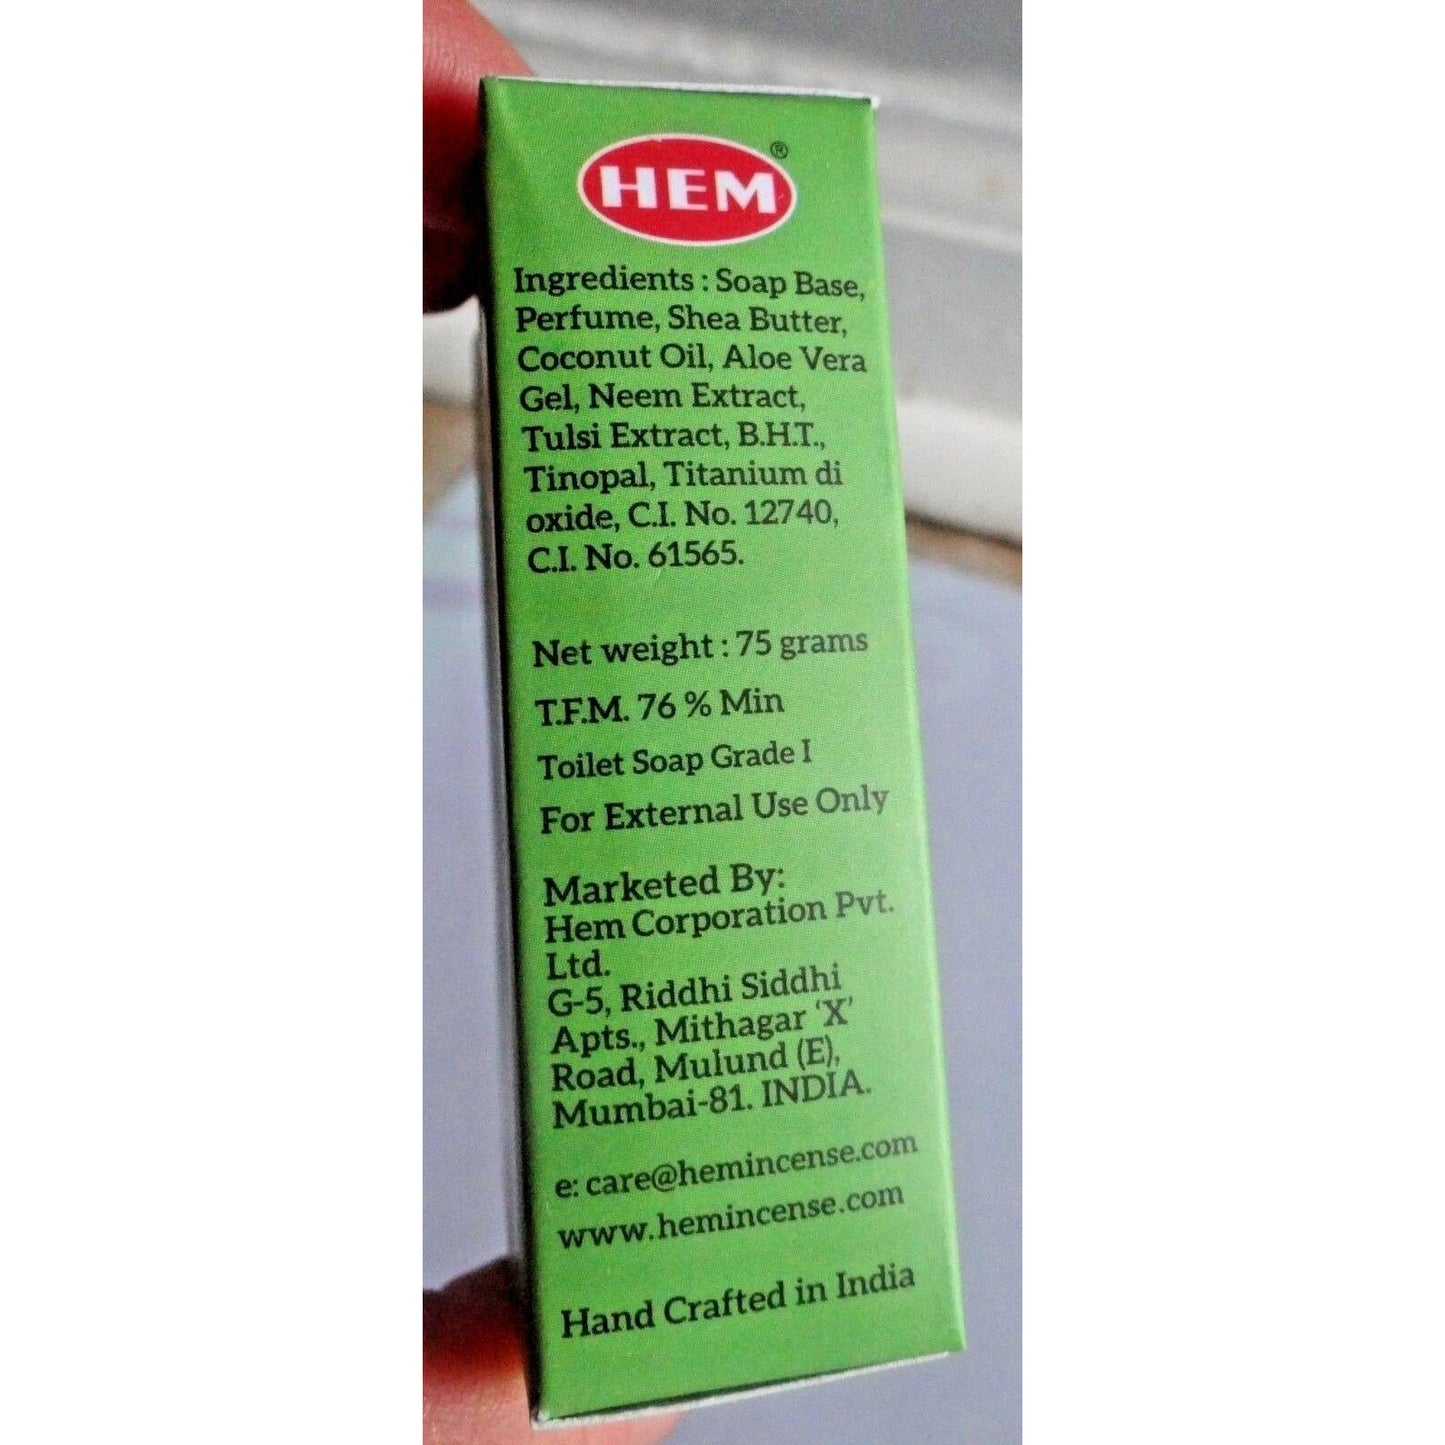 HEM®
Ingredients : Soap Base,
Perfume, Shea Butter,
Coconut Oil, Aloe Vera
Gel, Neem Extract,
Tulsi Extract, B.H.T.,
Tinopal, Titanium di
oxide, C.I. No. 12740,
C.I. No. 61565.
Net weight : 75 grams
T.F.M. 76 % Min
Toilet Soap Grade I
For External Use Only
Marketed By:
Hem Corporation Pvt.
Ltd.
G-5, Riddhi Siddhi
Apts., Mithagar ‘X’
Road, Mulund (E),
Mumbai-81. INDIA.
e: care@hemincense.com
www.hemincense.com
Hand Crafted in India